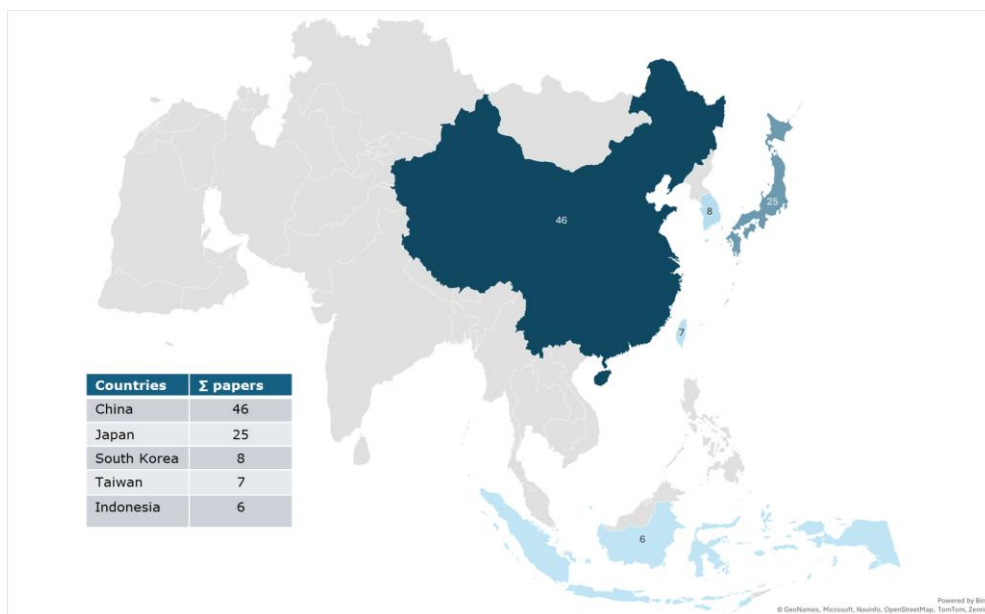 46
8
25
7
Countries Σ papers
China 46
Japan 25
South Korea 8
Taiwan 7
Indonesia 6
6
Powered by Bin
© GeoNames, Microsoft, Navinfo, OpenStreetMap, TomTom, Zenrin